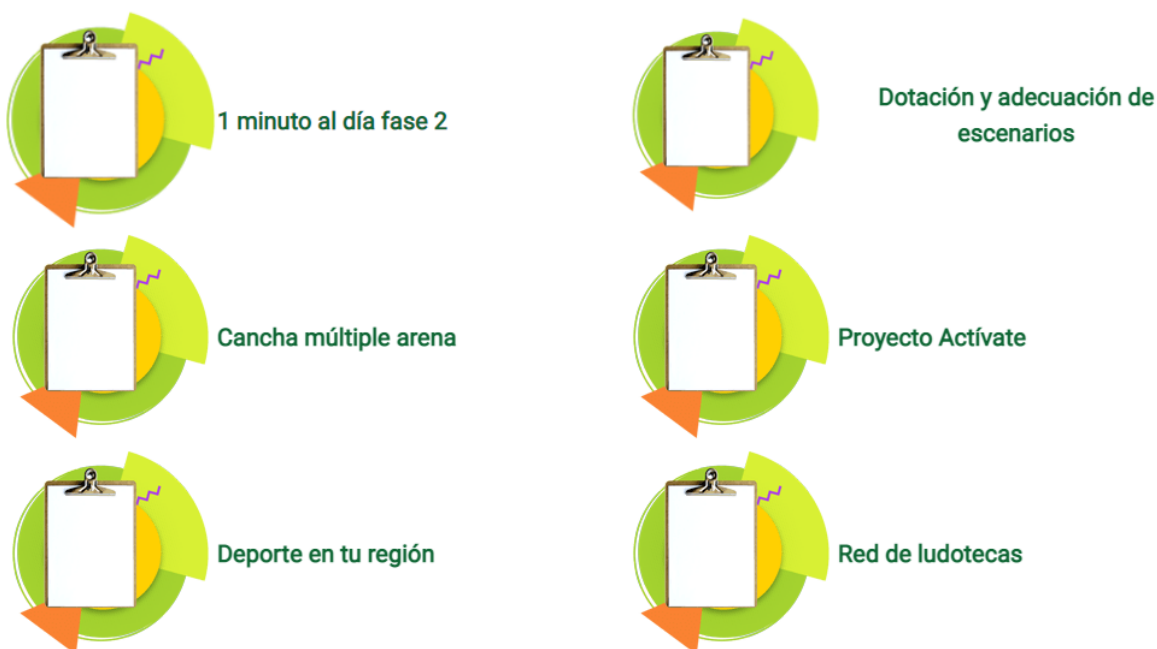 1 minuto al día fase 2
Dotación y adecuación de
escenarios
Cancha múltiple arena
Proyecto Actívate
Deporte en tu región
Red de ludotecas